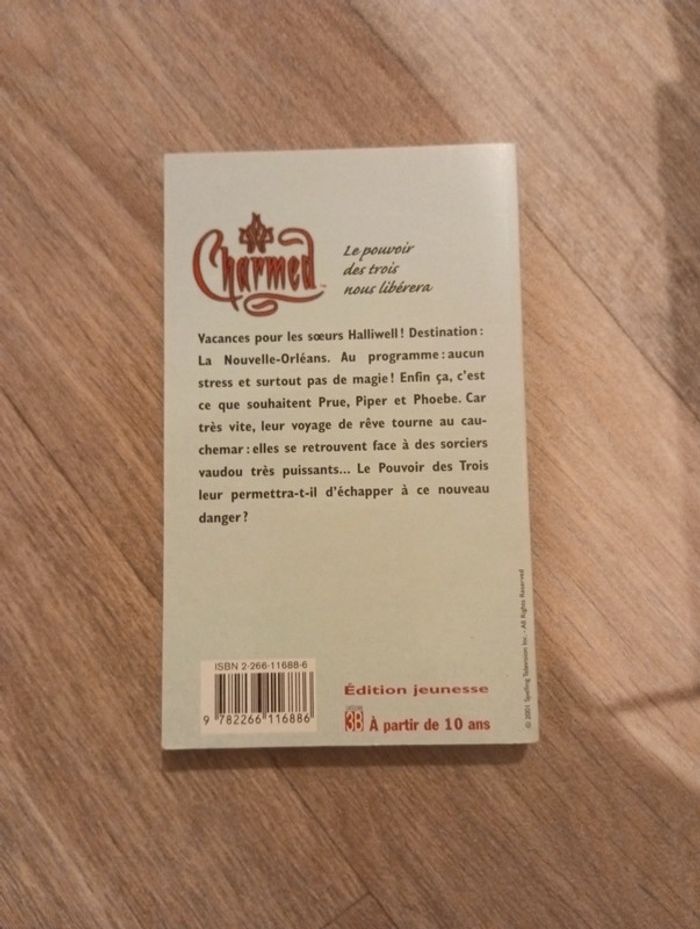 Charmed
™
Le pouvoir
des trois
nous libérera
Vacances pour les sœurs Halliwell ! Destination :
La Nouvelle-Orléans. Au programme : aucun
stress et surtout pas de magie ! Enfin ça, c'est
ce que souhaitent Prue, Piper et Phoebe. Car
très vite, leur voyage de rêve tourne au cau-
chemar : elles se retrouvent face à des sorciers
vaudou très puissants... Le Pouvoir des Trois
leur permettra-t-il d'échapper à ce nouveau
danger ?
© 2001 Spelling Television Inc. - All Rights Reserved
ISBN 2-266-11688-6
9 782266 116886
Édition jeunesse
3B À partir de 10 ans